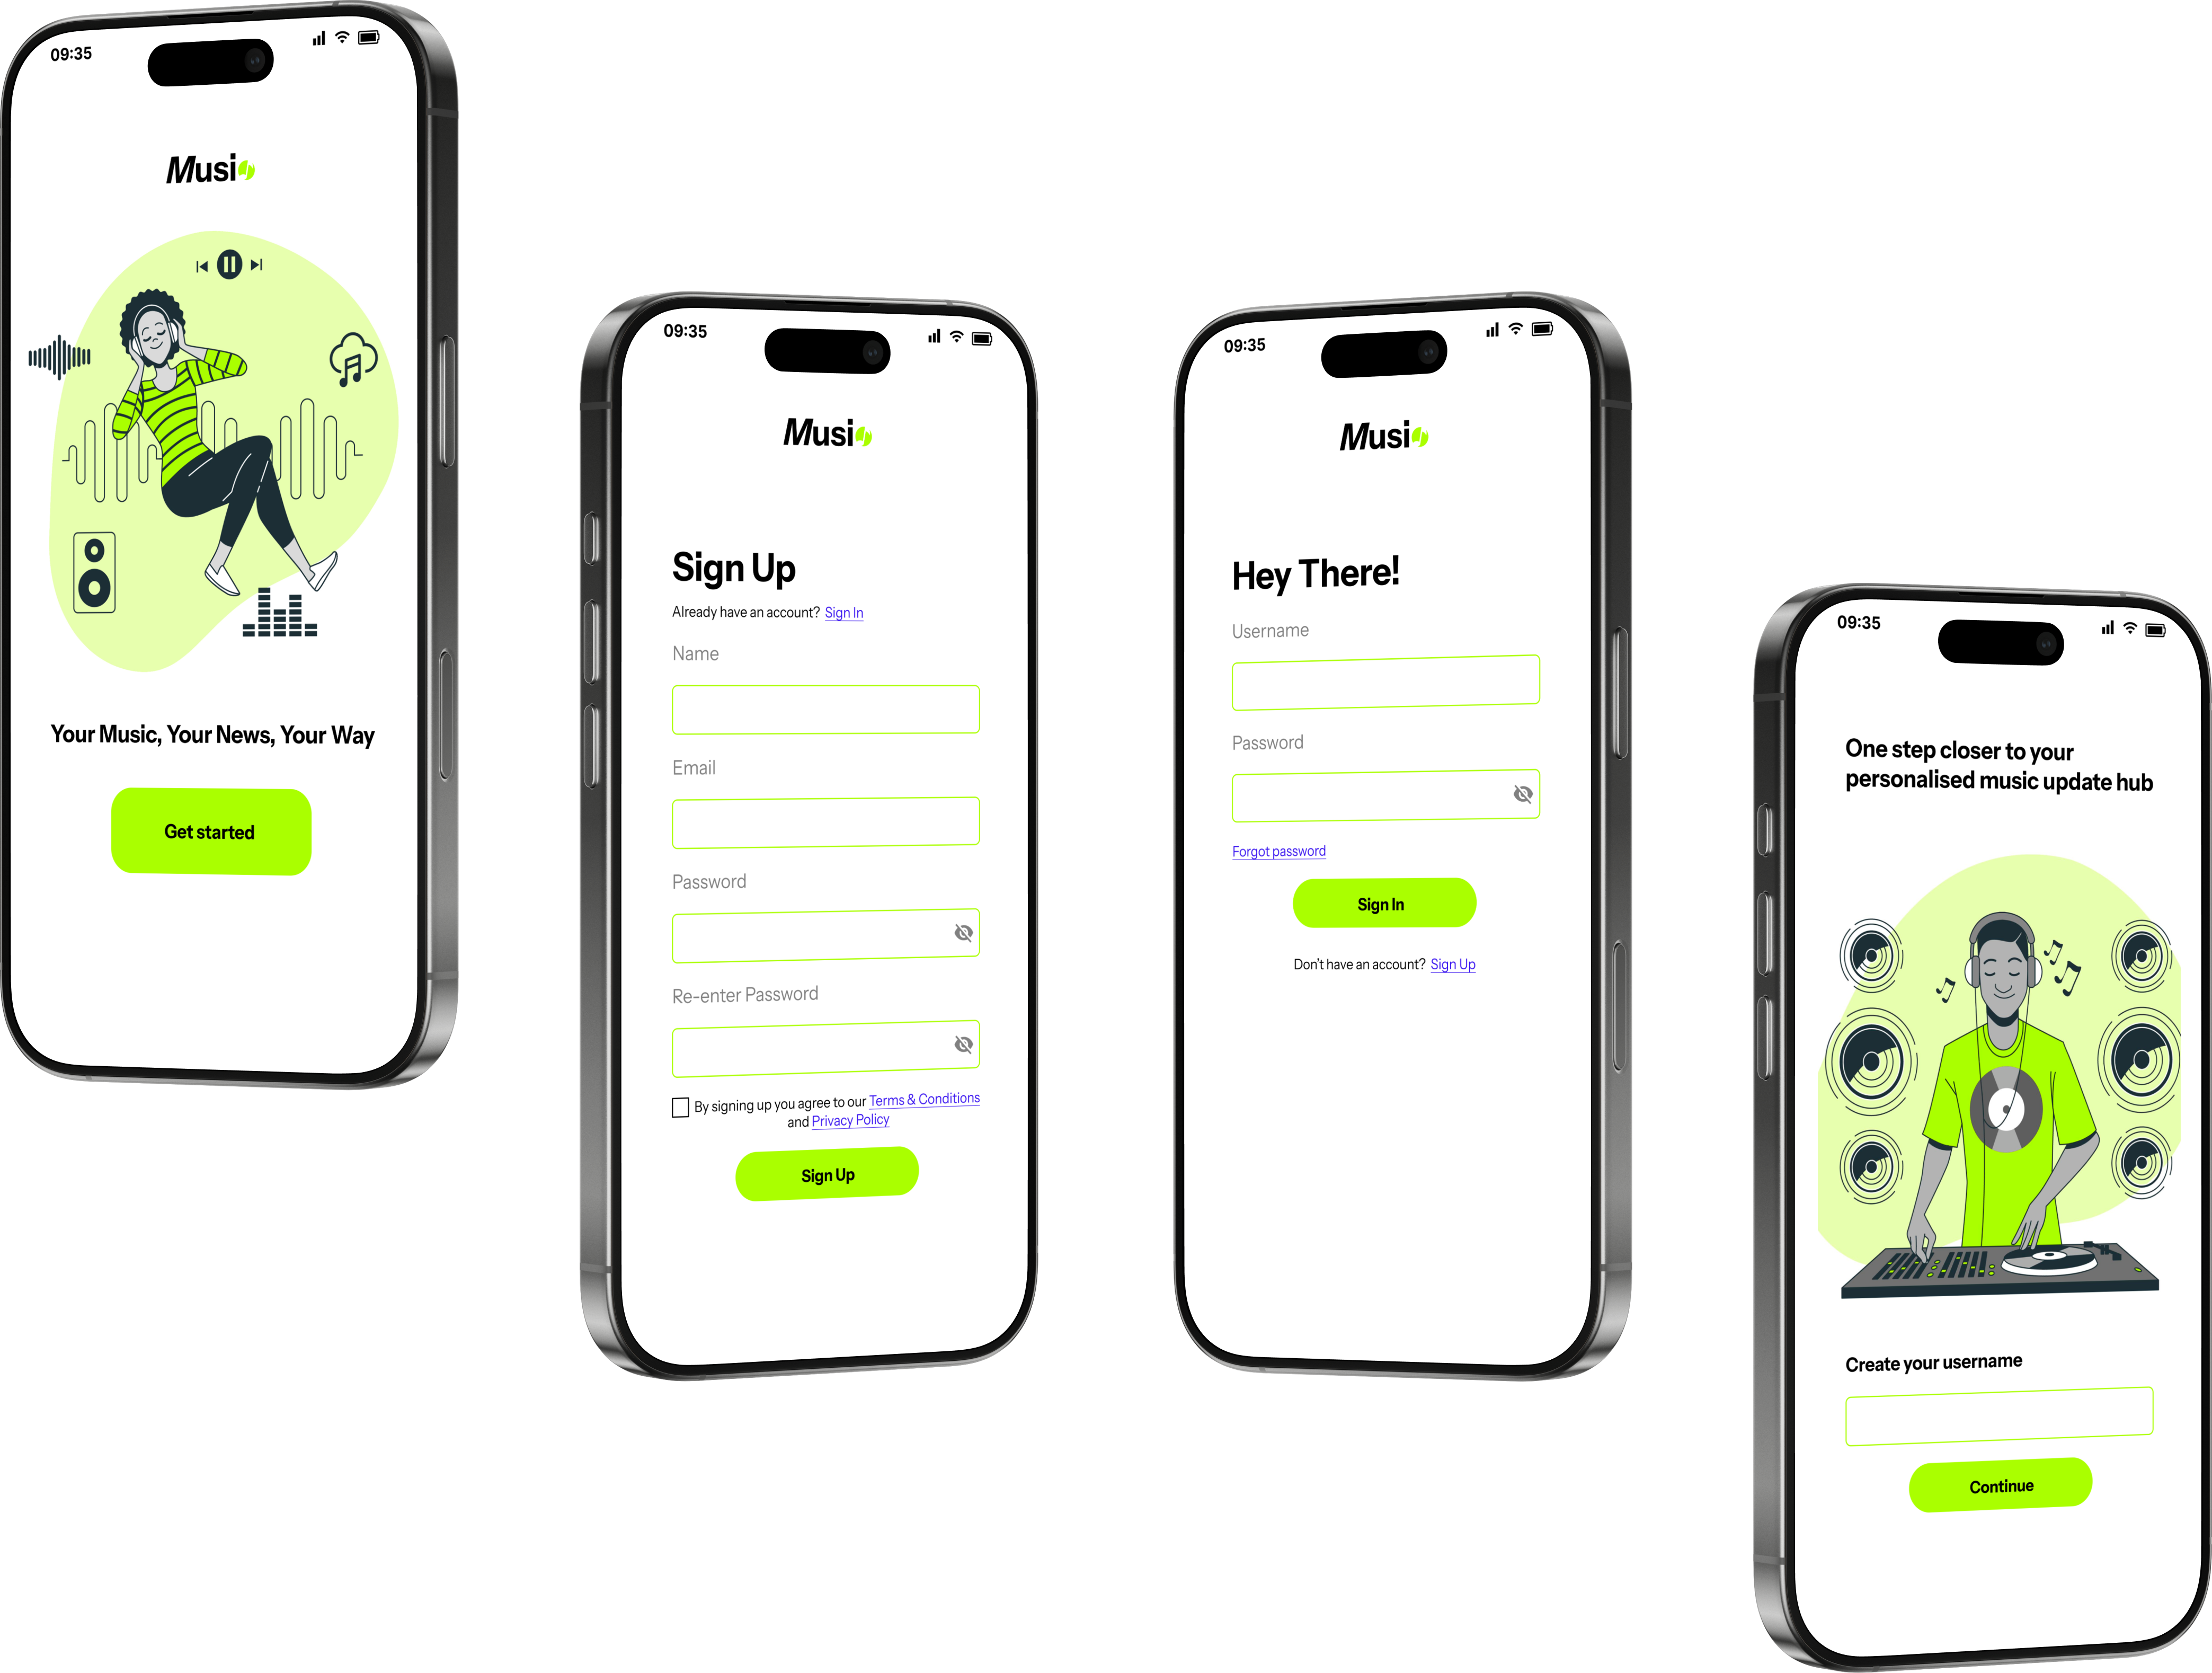 09:35
Musi
Your Music, Your News, Your Way
Get started
09:35
Musi
Sign Up
Already have an account? Sign In
Name
Email
Password
Re-enter Password
By signing up you agree to our Terms & Conditions
and Privacy Policy
Sign Up
09:35
Musi
Hey There!
Username
Password
Forgot password
Sign In
Don't have an account? Sign Up
09:35
One step closer to your
personalised music update hub
Create your username
Continue